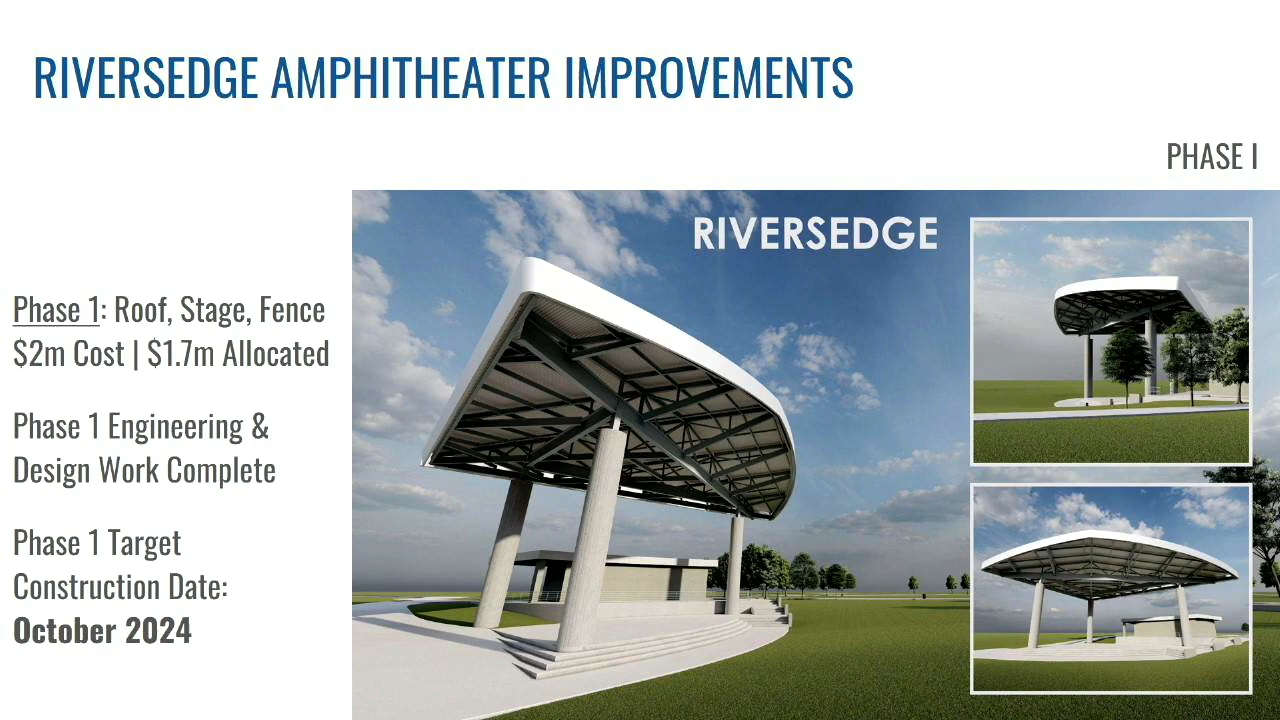 RIVERSEDGE AMPHITHEATER IMPROVEMENTS
PHASE I
RIVERSEDGE
Phase 1: Roof, Stage, Fence
$2m Cost | $1.7m Allocated
Phase 1 Engineering &
Design Work Complete
Phase 1 Target
Construction Date:
October 2024